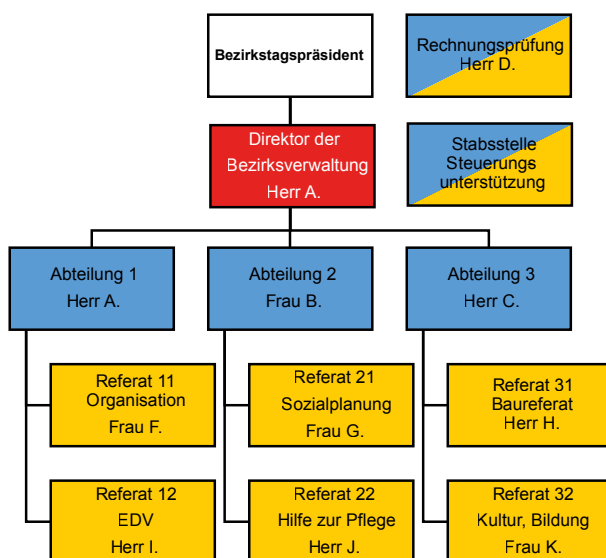 Bezirkstagspräsident
Rechnungsprüfung
Herr D.
Direktor der
Bezirksverwaltung
Herr A.
Stabsstelle
Steuerungs
unterstützung
Abteilung 1
Herr A.
Abteilung 2
Frau B.
Abteilung 3
Herr C.
Referat 11
Organisation
Frau F.
Referat 21
Sozialplanung
Frau G.
Referat 31
Baureferat
Herr H.
Referat 12
EDV
Herr I.
Referat 22
Hilfe zur Pflege
Herr J.
Referat 32
Kultur, Bildung
Frau K.